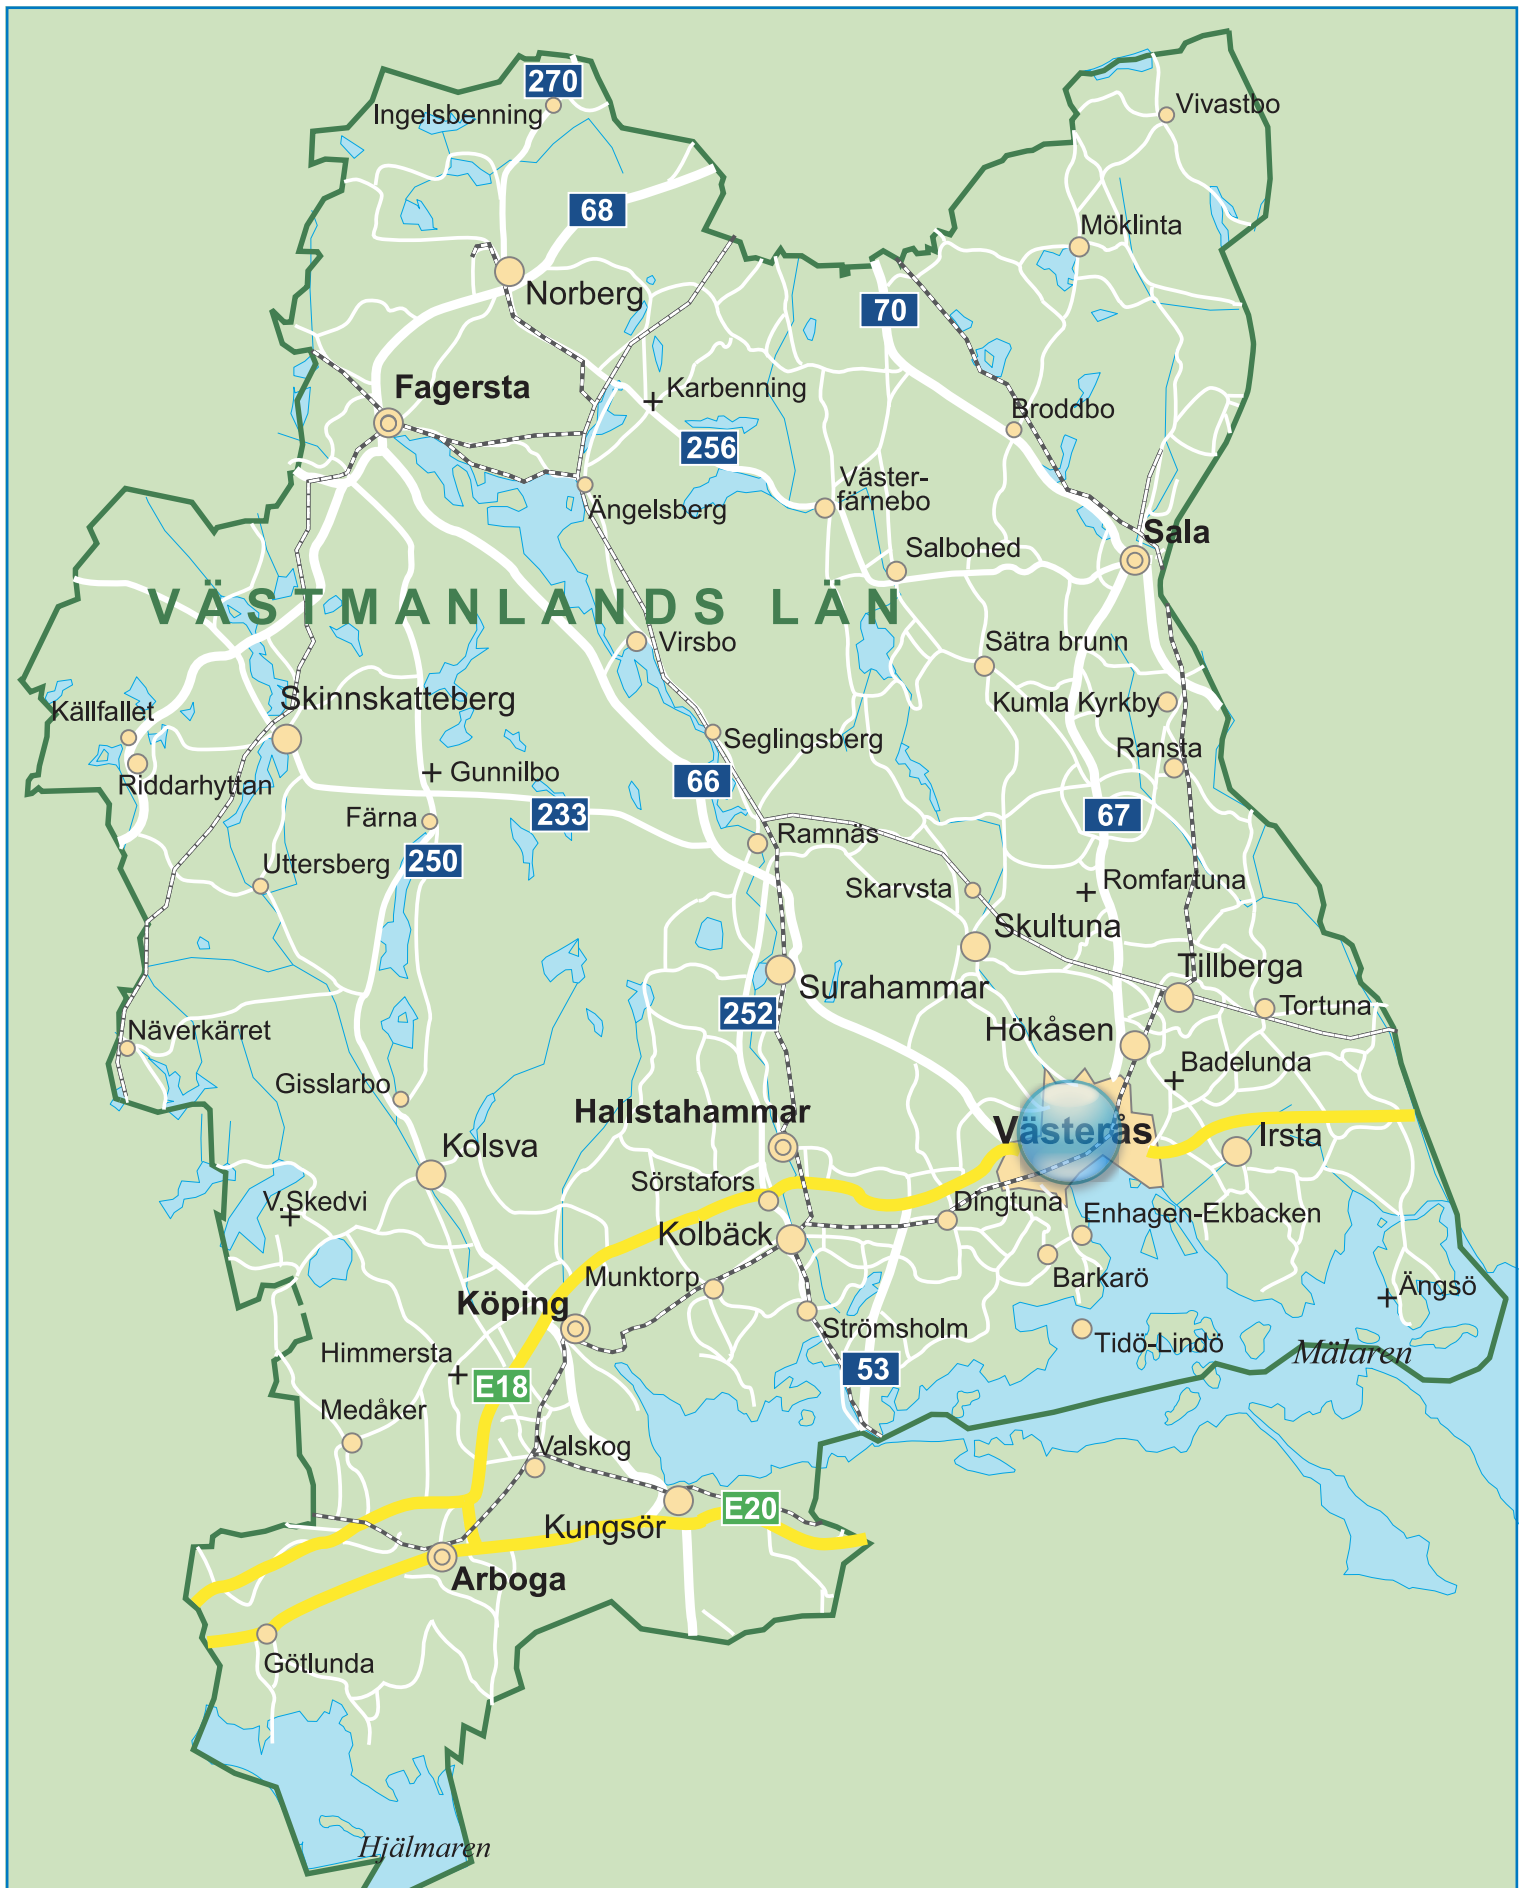 270
Ingelsbenning
Vivastbo
68
Möklinta
Norberg
70
Fagersta
Karbenning
Broddbo
256
Väster-
färnebo
Ängelsberg
Sala
Salbohed
VÄSTMANLANDS LÄN
Virsbo
Sätra brunn
Skinnskatteberg
Kumla Kyrkby
Källfallet
Seglingsberg
Ransta
Gunnilbo
66
Riddarhyttan
Färna
233
67
Ramnäs
250
Uttersberg
Skarvsta
Romfartuna
Skultuna
Tillberga
Surahammar
Tortuna
252
Näverkärret
Hökåsen
Badelunda
Gisslarbo
Hallstahammar
Västerås
Irsta
Kolsva
Sörstafors
V.Skedvi
Dingtuna
Enhagen-Ekbacken
Kolbäck
Munktorp
Barkarö
Ängsö
Köping
Strömsholm
Tidö-Lindö
Mälaren
Himmersta
53
E18
Medåker
Valskog
E20
Kungsör
Arboga
Götlunda
Hjälmaren